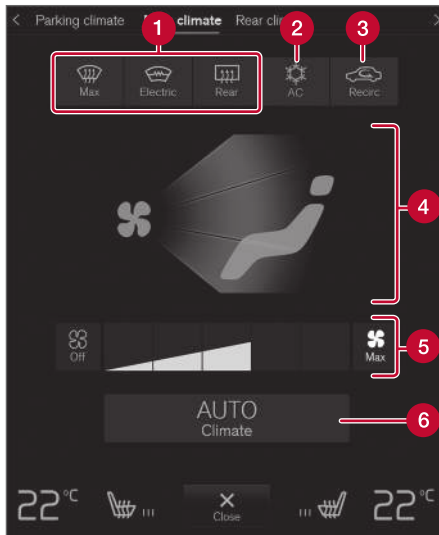 Parking climate climate Rear
1 2 3
Max Electric Rear AC Recirc
4
Off Max 5
AUTO
Climate 6
22°C 22°C
Close